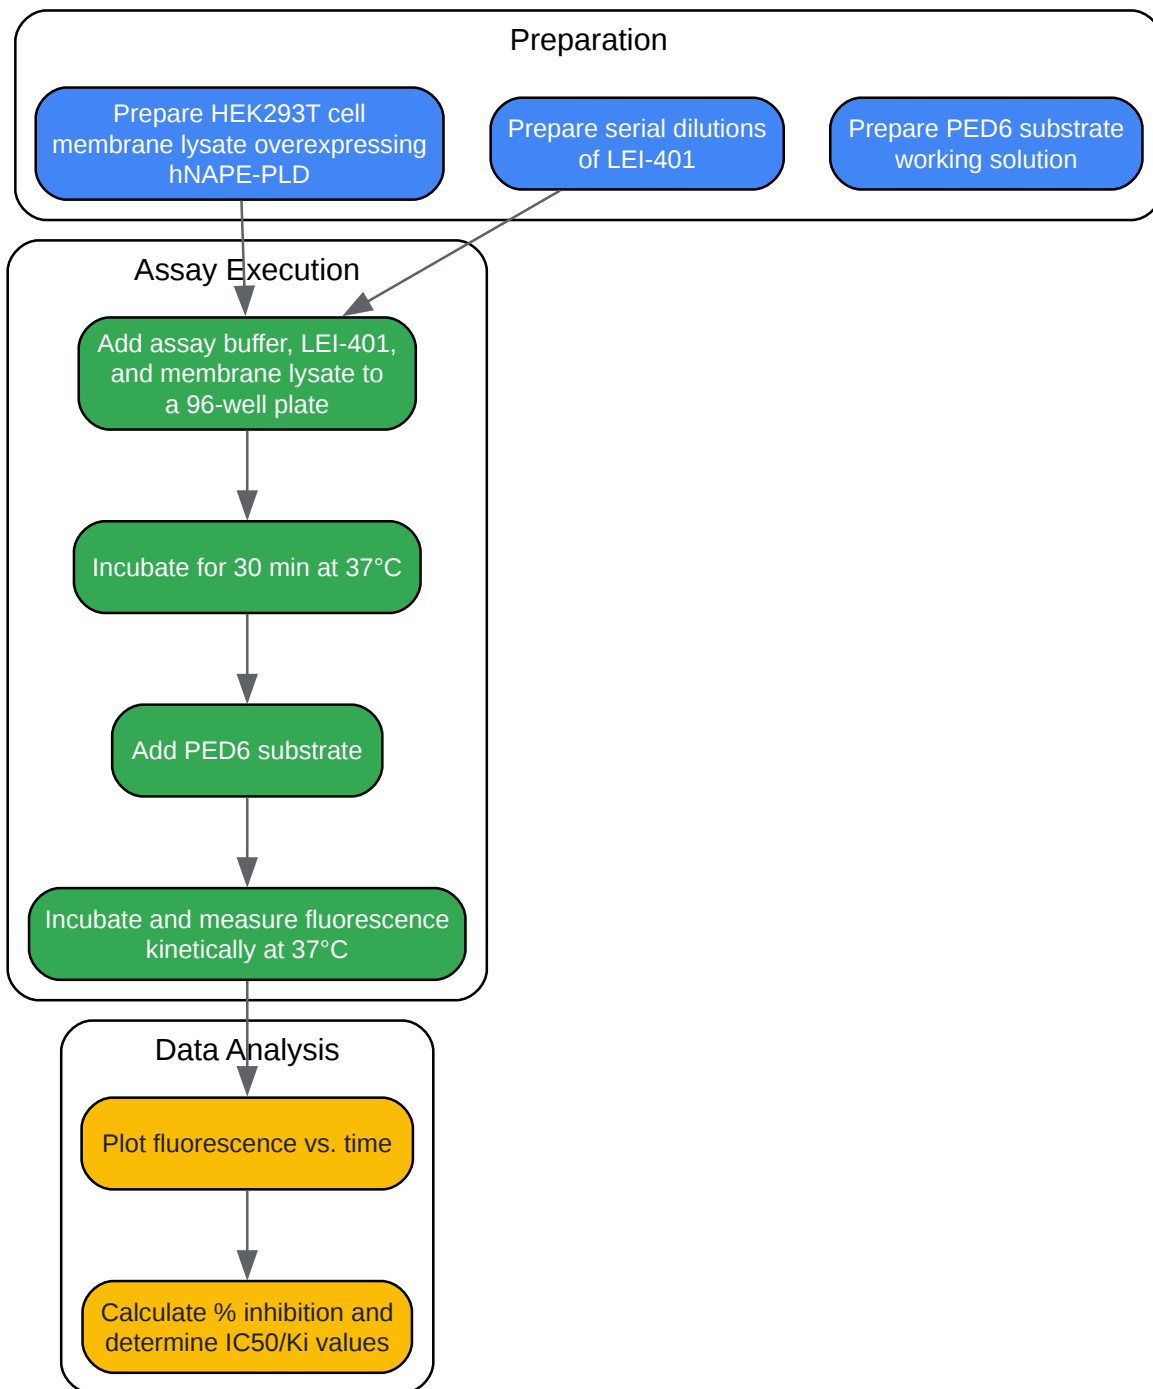 Preparation
Prepare HEK293T cell
membrane lysate overexpressing
hNAPE-PLD
Prepare serial dilutions
of LEI-401
Prepare PED6 substrate
working solution
Assay Execution
Add assay buffer, LEI-401,
and membrane lysate to
a 96-well plate
Incubate for 30 min at 37°C
Add PED6 substrate
Incubate and measure fluorescence
kinetically at 37°C
Data Analysis
Plot fluorescence vs. time
Calculate % inhibition and
determine IC50/Ki values